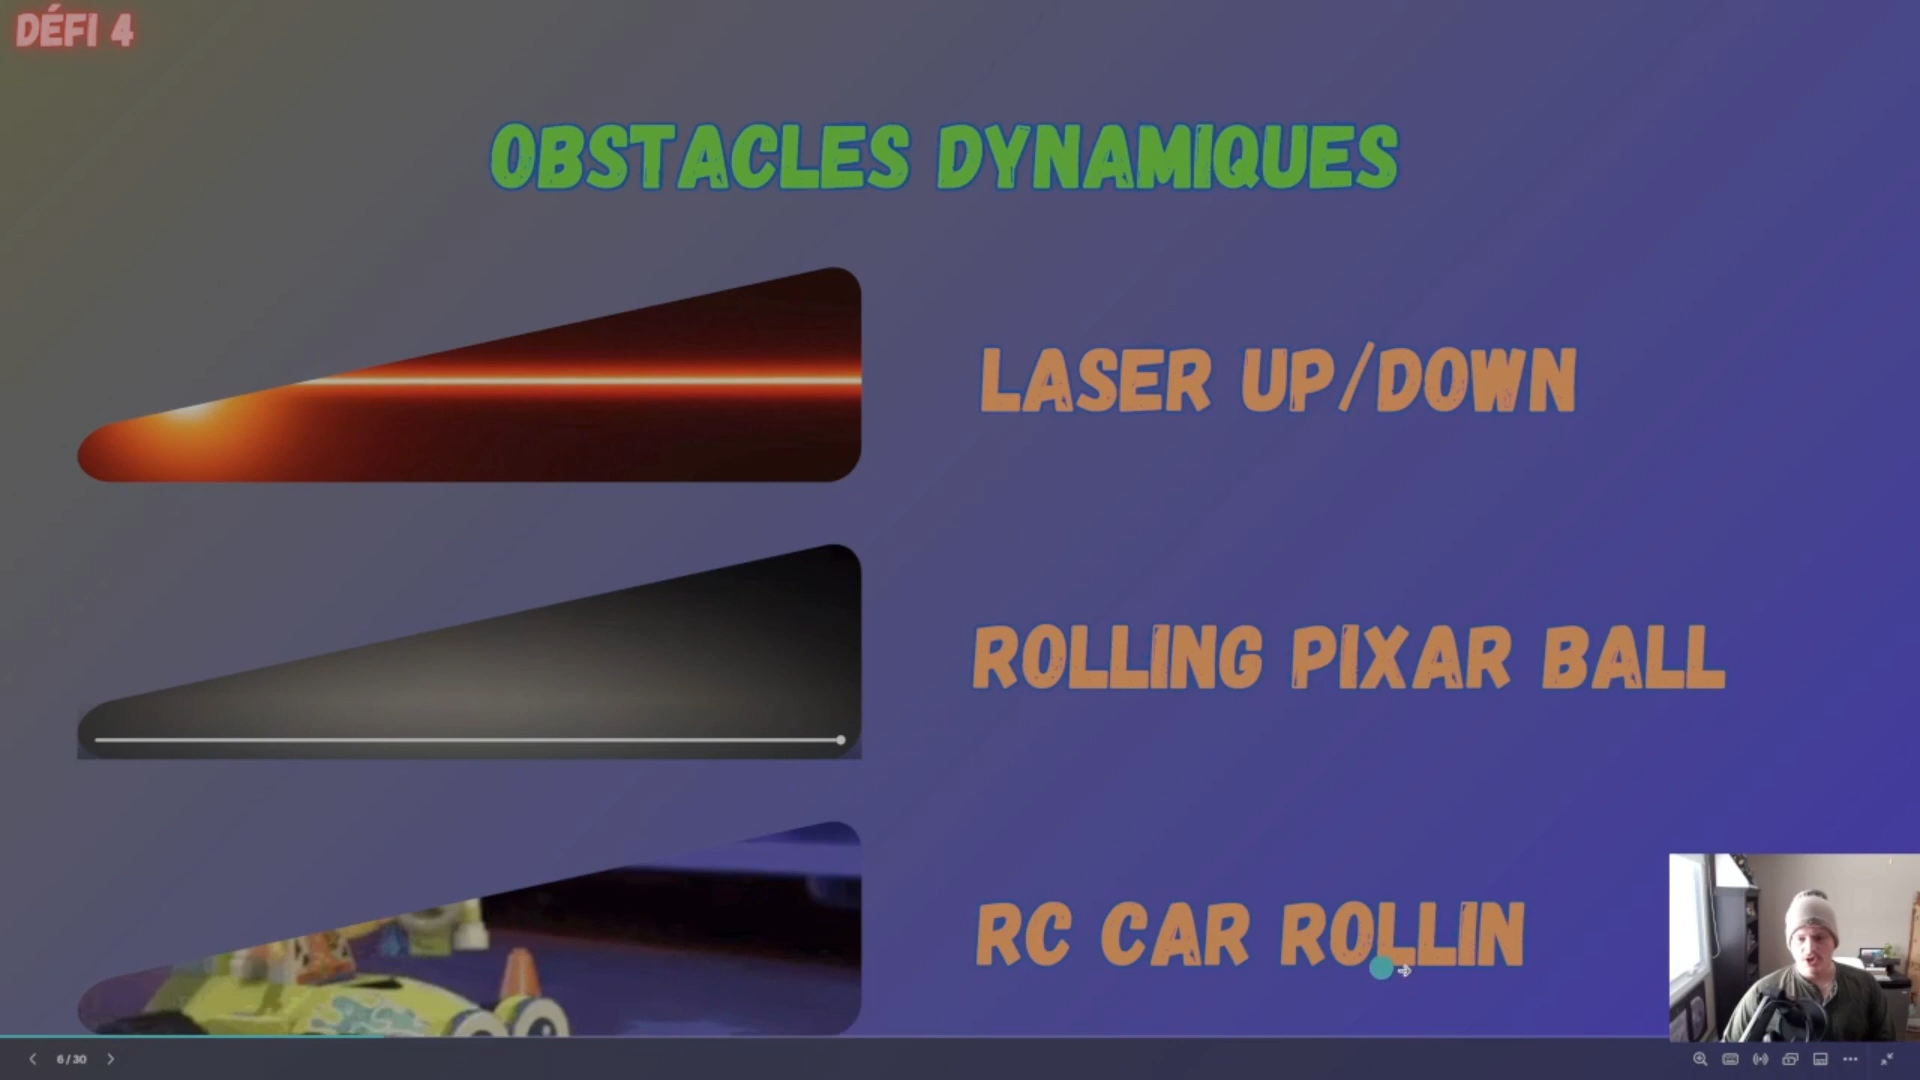 DÉFI 4
OBSTACLES DYNAMIQUES
LASER UP/DOWN
ROLLING PIXAR BALL
RC CAR ROLLIN
6 / 30